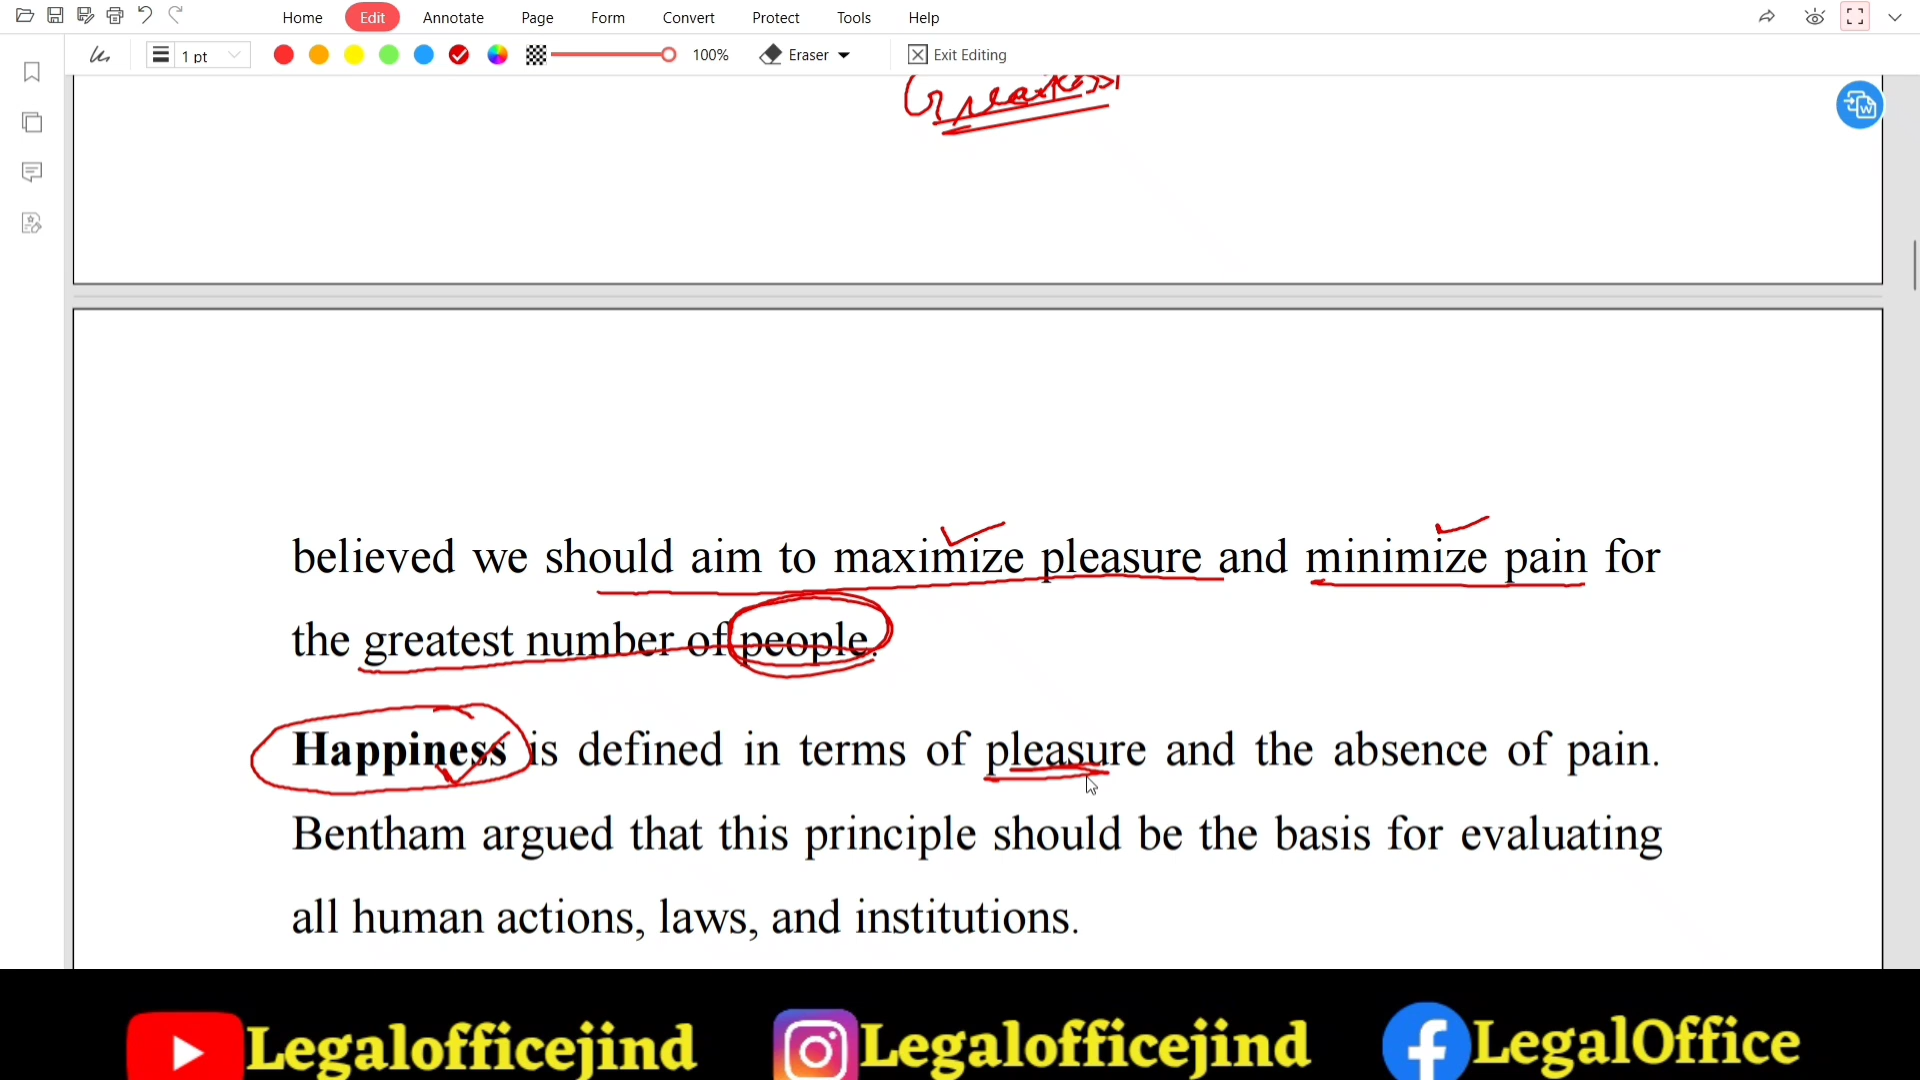 Home Edit Annotate Page Form Convert Protect Tools Help
1 pt 100% Eraser Exit Editing
Greatest
believed we should aim to maximize pleasure and minimize pain for
the greatest number of people.
Happiness is defined in terms of pleasure and the absence of pain.
Bentham argued that this principle should be the basis for evaluating
all human actions, laws, and institutions.
Legalofficejind Legalofficejind LegalOffice